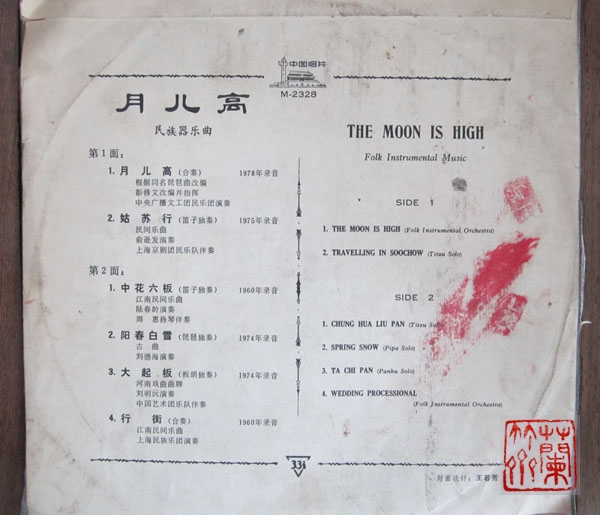 中国唱片
M-2328
月儿高
民族器乐曲
第1面：
1. 月儿高（合奏） 1978年录音
根据同名琵琶曲改编
彭修文改编并指挥
中央广播文工团民乐团演奏
2. 姑苏行（笛子独奏） 1975年录音
民间乐曲
俞逊发演奏
上海京剧团民乐队伴奏
第2面：
1. 中花六板（笛子独奏） 1960年录音
江南民间乐曲
陆春龄演奏
周惠扬琴伴奏
2. 阳春白雪（琵琶独奏） 1974年录音
古曲
刘德海演奏
3. 大起板（板胡独奏） 1974年录音
河南戏曲曲牌
刘明沅演奏
中国艺术团乐队伴奏
4. 行街（合奏） 1960年录音
江南民间乐曲
上海民族乐团演奏
THE MOON IS HIGH
Folk Instrumental Music
SIDE 1
1. THE MOON IS HIGH (Folk Instrumental Orchestra)
2. TRAVELLING IN SOOCHOW (Titsu Solo)
SIDE 2
1. CHUNG HUA LIU PAN (Titsu Solo)
2. SPRING SNOW (Pipa Solo)
3. TA CHI PAN (Panhu Solo)
4. WEDDING PROCESSIONAL
(Folk Instrumental Orchestra)
33⅓
封面设计：王若芳
蘭